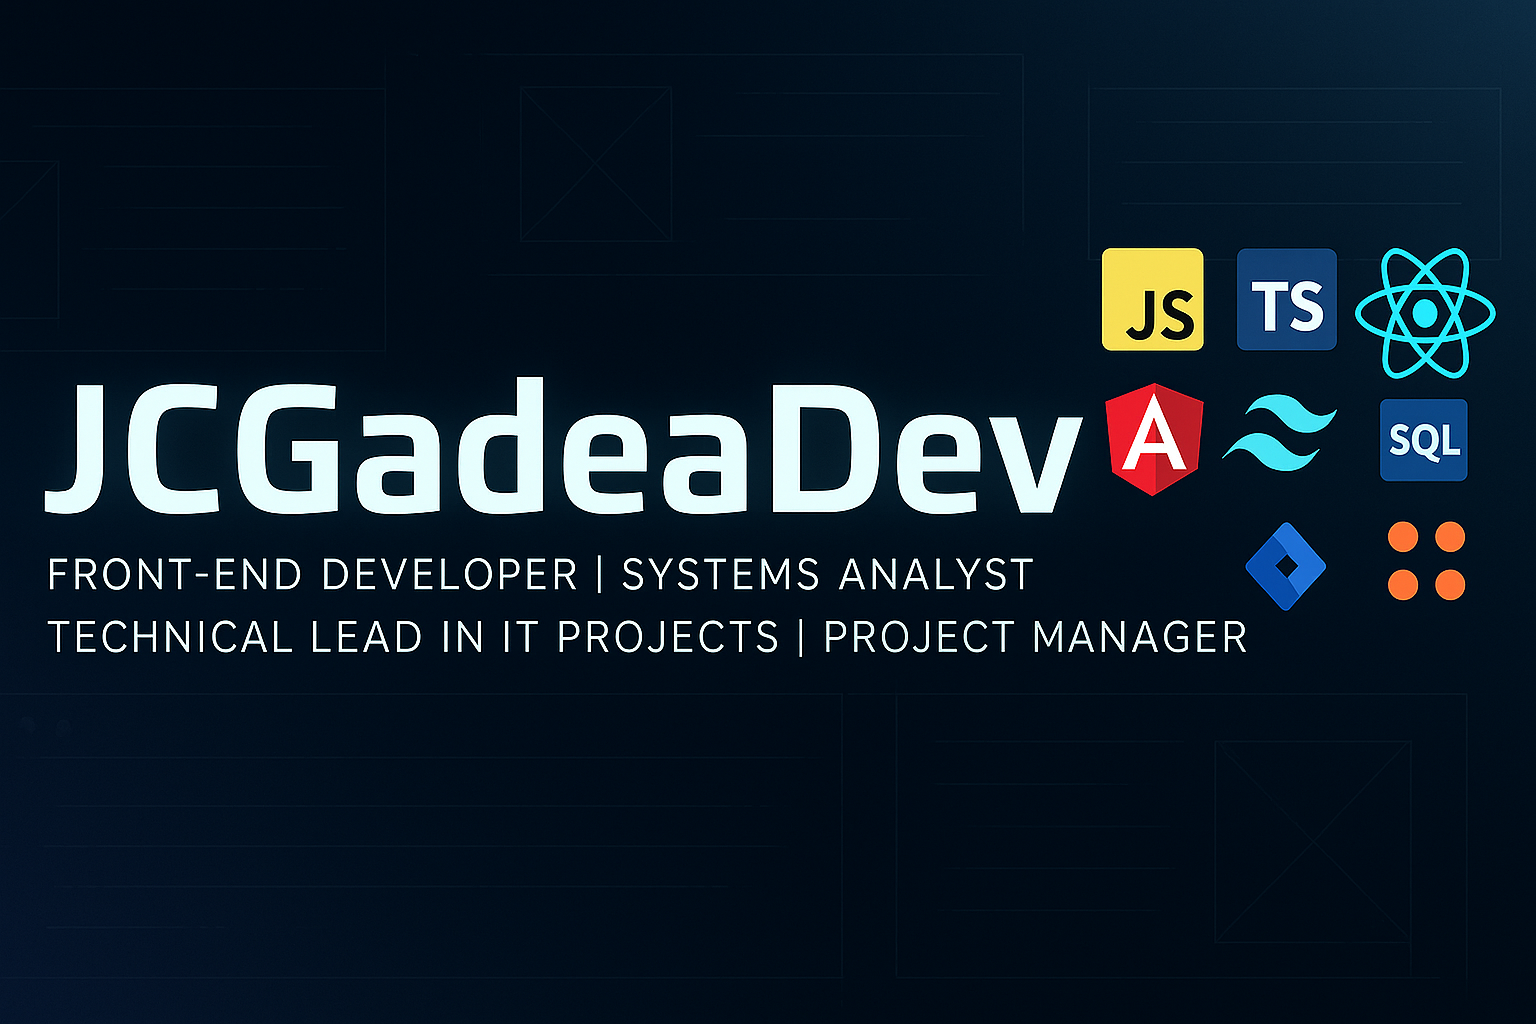 JS
TS
JCGadeaDev
A
SQL
FRONT-END DEVELOPER | SYSTEMS ANALYST
TECHNICAL LEAD IN IT PROJECTS | PROJECT MANAGER